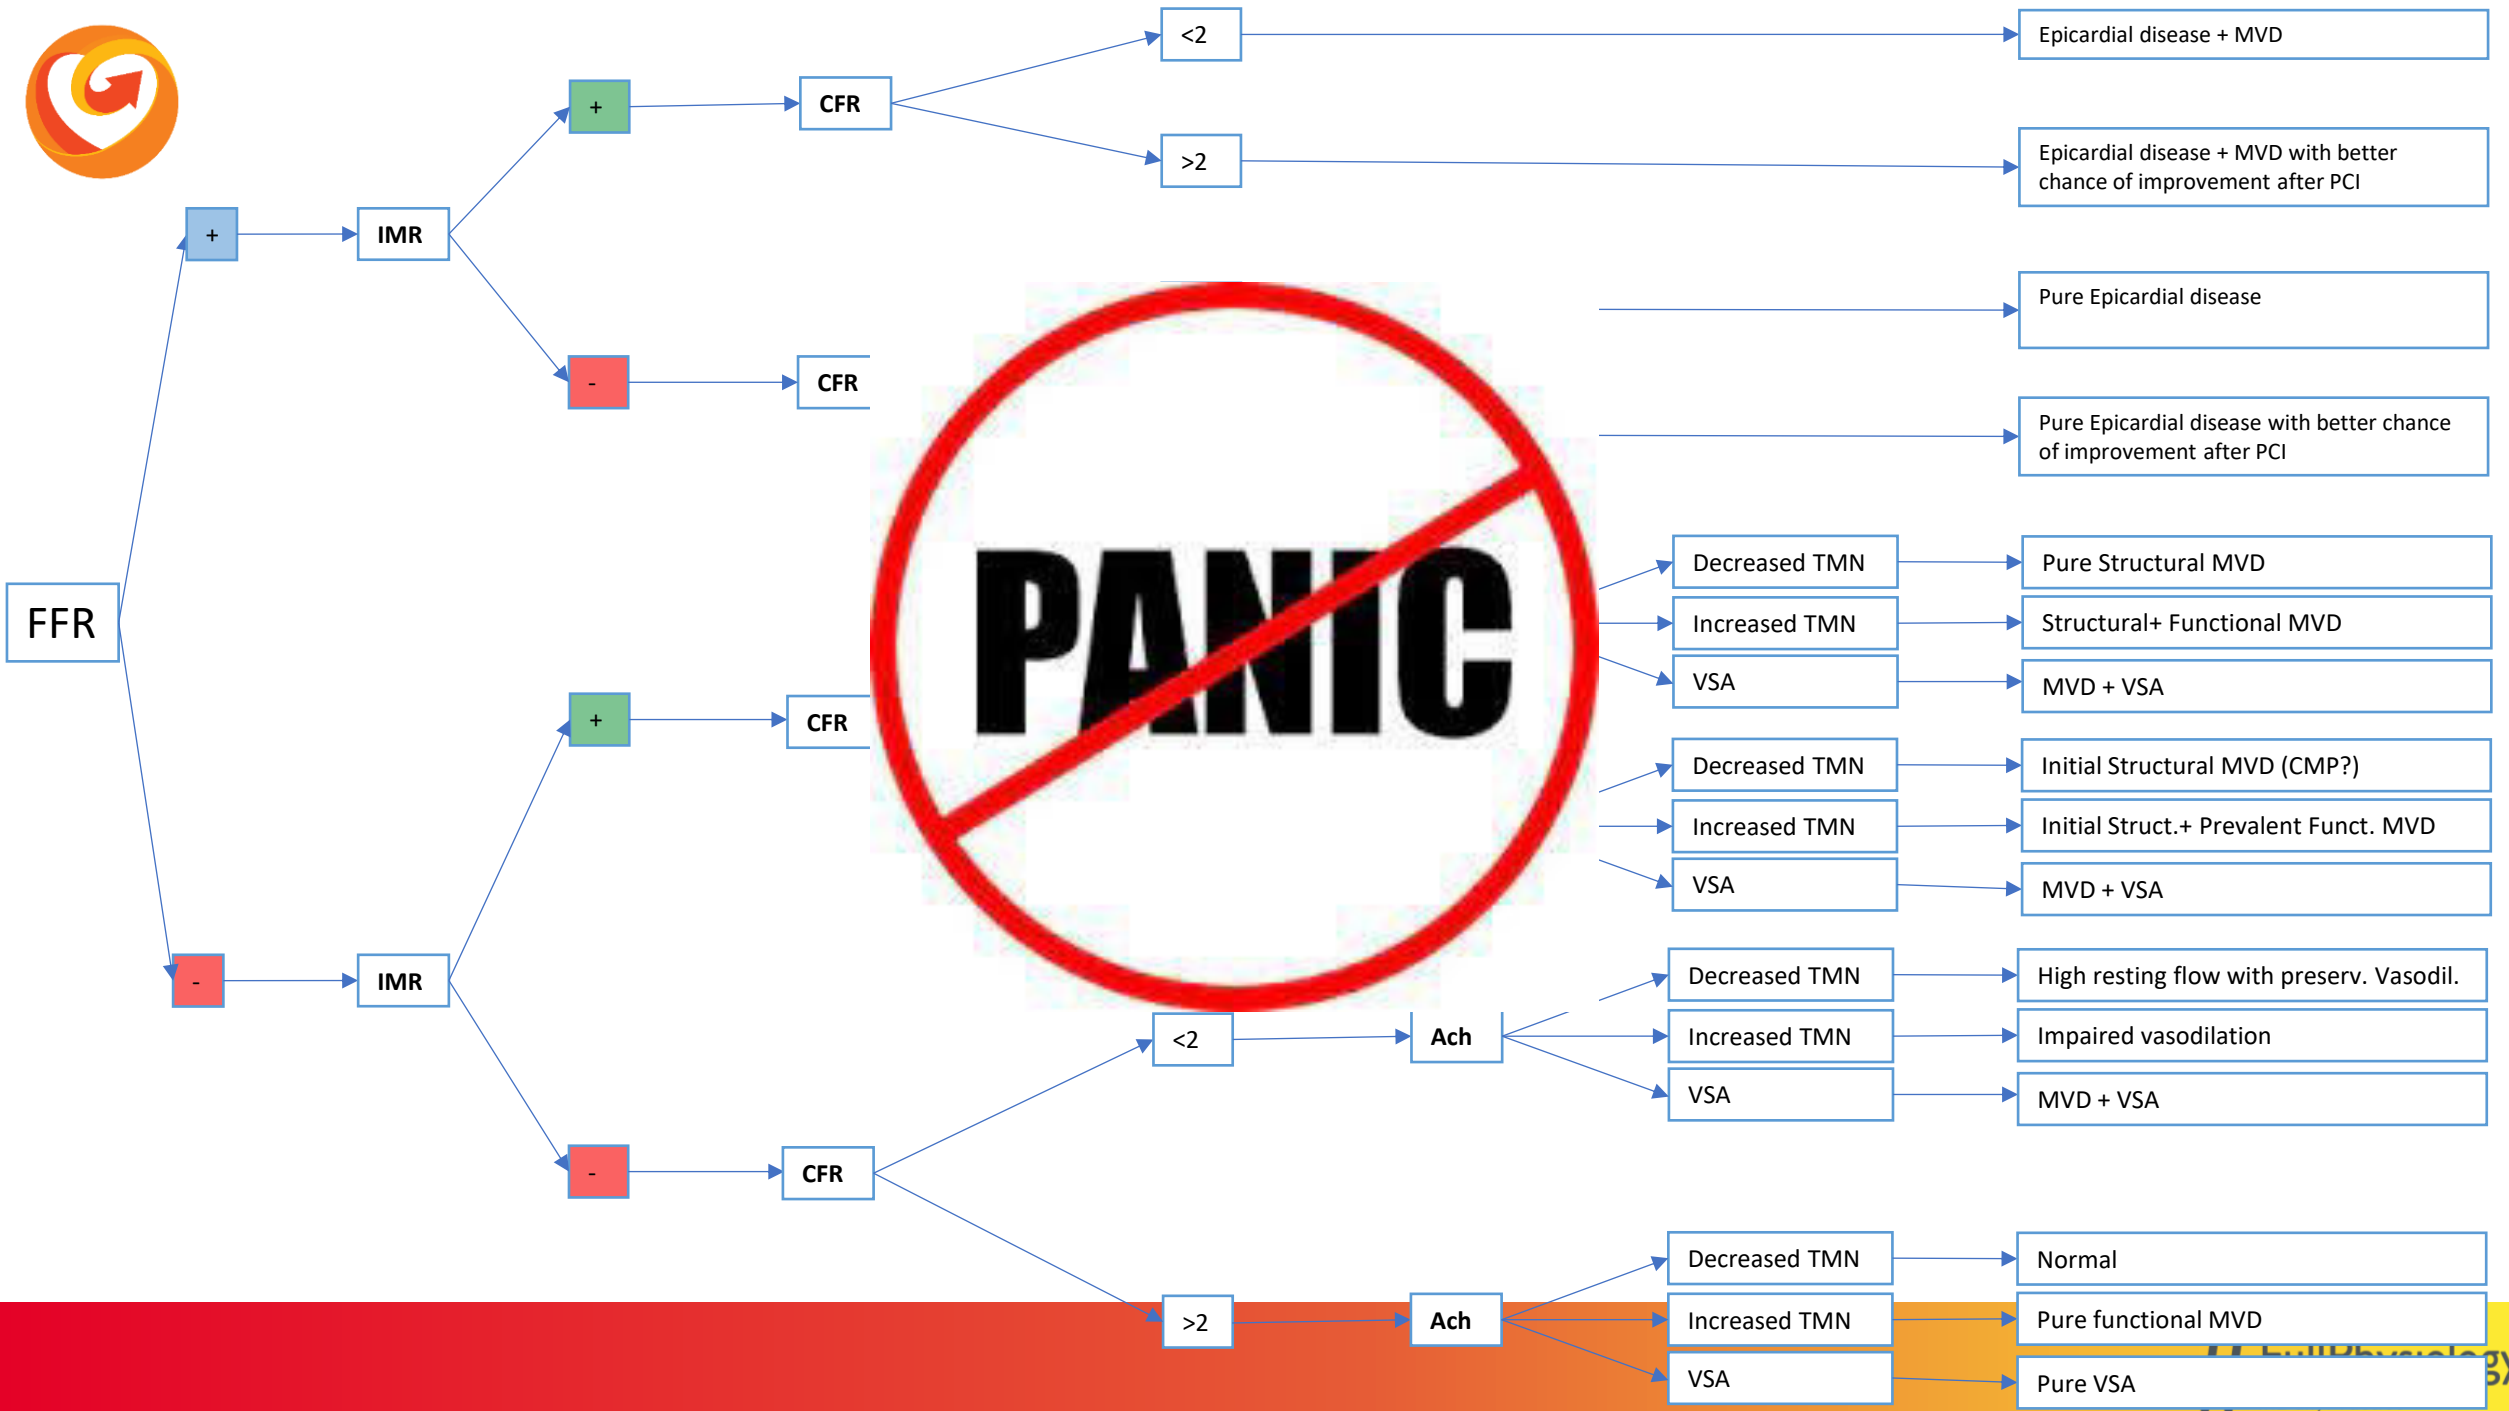 <2
Epicardial disease + MVD
+
CFR
>2
Epicardial disease + MVD with better
chance of improvement after PCI
+
IMR
Pure Epicardial disease
-
CFR
Pure Epicardial disease with better chance
of improvement after PCI
FFR
PANIC
Decreased TMN
Pure Structural MVD
Increased TMN
Structural+ Functional MVD
VSA
MVD + VSA
+
CFR
Decreased TMN
Initial Structural MVD (CMP?)
Increased TMN
Initial Struct.+ Prevalent Funct. MVD
VSA
MVD + VSA
-
IMR
<2
Ach
Decreased TMN
High resting flow with preserv. Vasodil.
Increased TMN
Impaired vasodilation
VSA
MVD + VSA
-
CFR
>2
Ach
Decreased TMN
Normal
Increased TMN
Pure functional MVD
VSA
Pure VSA